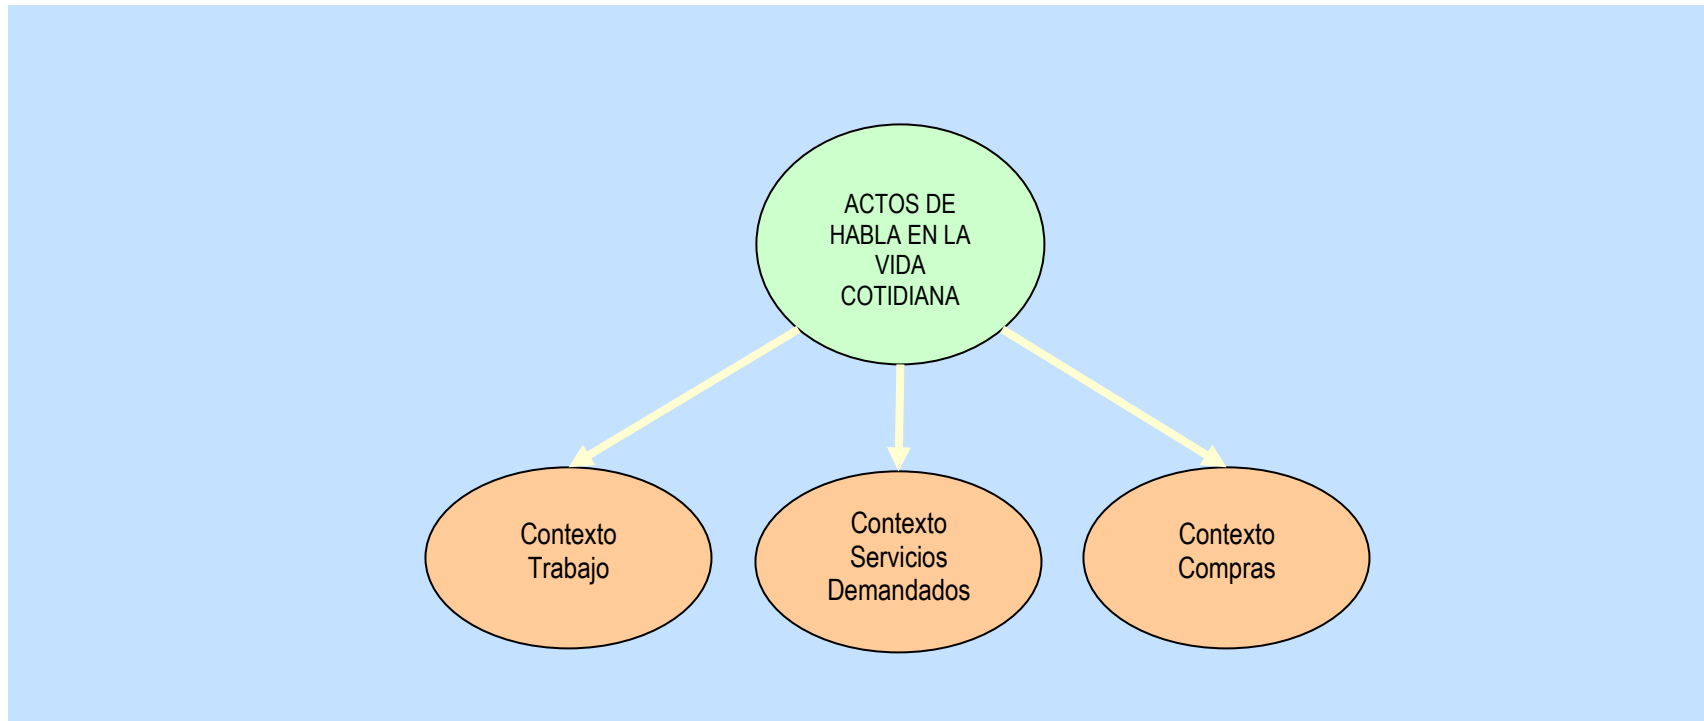 ACTOS DE
HABLA EN LA
VIDA
COTIDIANA
Contexto
Trabajo
Contexto
Servicios
Demandados
Contexto
Compras